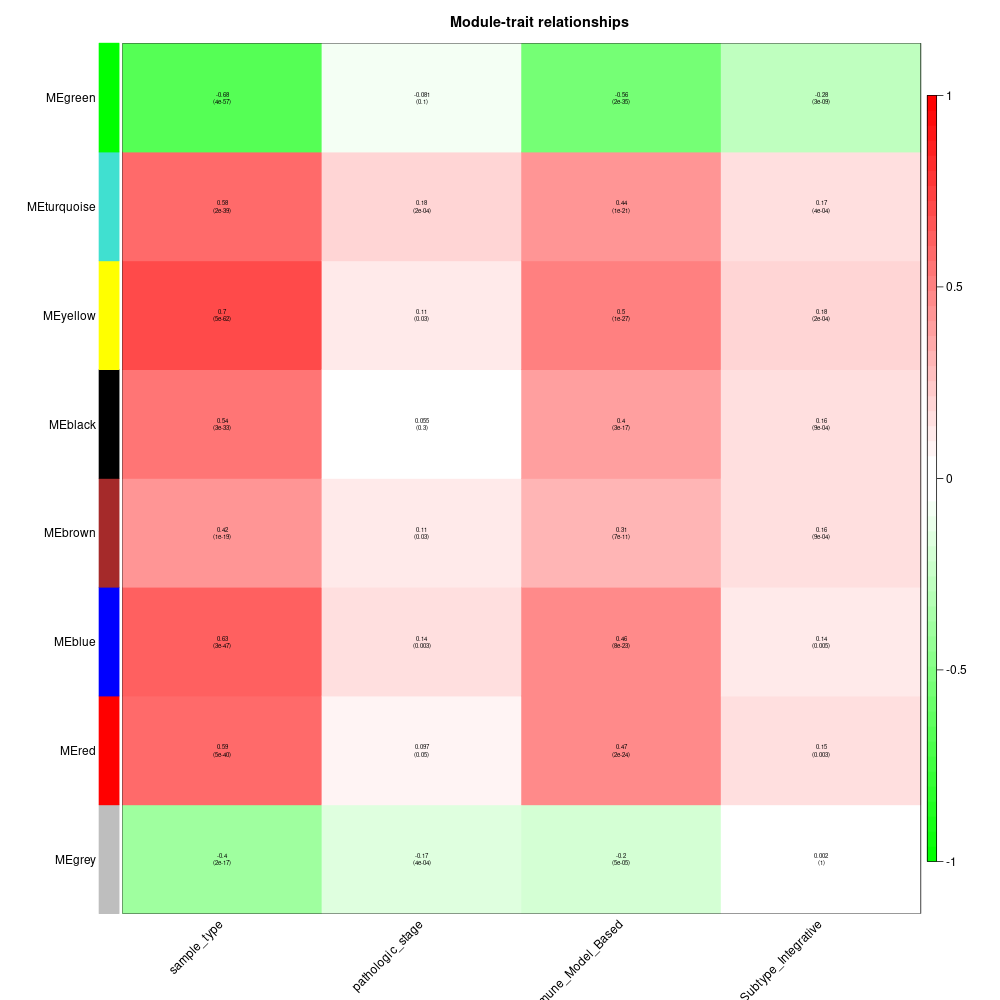 Module-trait relationships
MEgreen
-0.68
(4e-57)
-0.081
(0.1)
-0.56
(2e-35)
-0.28
(3e-09)
MEturquoise
0.58
(2e-39)
0.18
(2e-04)
0.44
(1e-21)
0.17
(4e-04)
MEyellow
0.7
(5e-62)
0.11
(0.03)
0.5
(1e-27)
0.18
(2e-04)
MEblack
0.54
(3e-33)
0.055
(0.3)
0.4
(3e-17)
0.16
(9e-04)
MEbrown
0.42
(1e-19)
0.11
(0.03)
0.31
(7e-11)
0.16
(9e-04)
MEblue
0.63
(3e-47)
0.14
(0.003)
0.46
(8e-23)
0.14
(0.005)
MEred
0.59
(5e-40)
0.097
(0.05)
0.47
(2e-24)
0.15
(0.003)
MEgrey
-0.4
(2e-17)
-0.17
(4e-04)
-0.2
(5e-05)
0.002
(1)
1
0.5
0
-0.5
-1
sample_type
pathologic_stage
mune_Model_Based
Subtype_Integrative